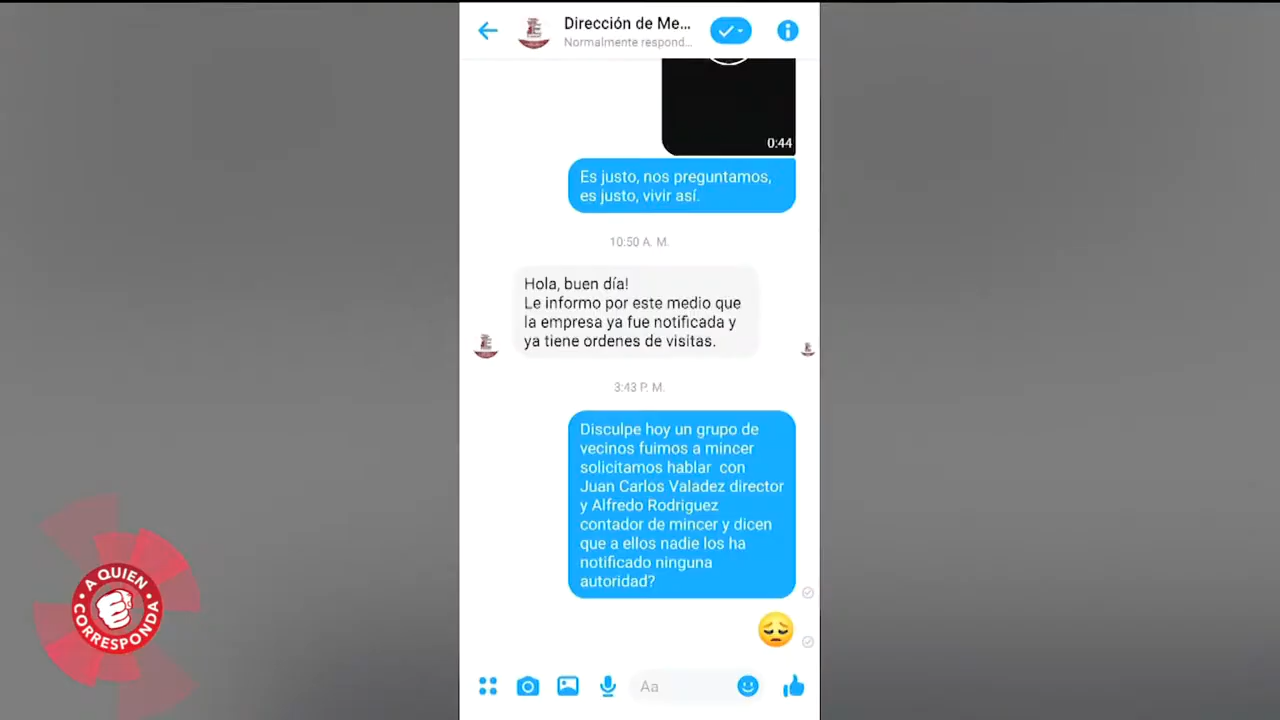 Dirección de Me...
Normalmente respond...
0:44
Es justo, nos preguntamos,
es justo, vivir así.
10:50 A. M.
Hola, buen día!
Le informo por este medio que
la empresa ya fue notificada y
ya tiene ordenes de visitas.
3:43 P. M.
Disculpe hoy un grupo de
vecinos fuimos a mincer
solicitamos hablar con
Juan Carlos Valadez director
y Alfredo Rodriguez
contador de mincer y dicen
que a ellos nadie los ha
notificado ninguna
autoridad?
Aa
A QUIEN
CORRESPONDA